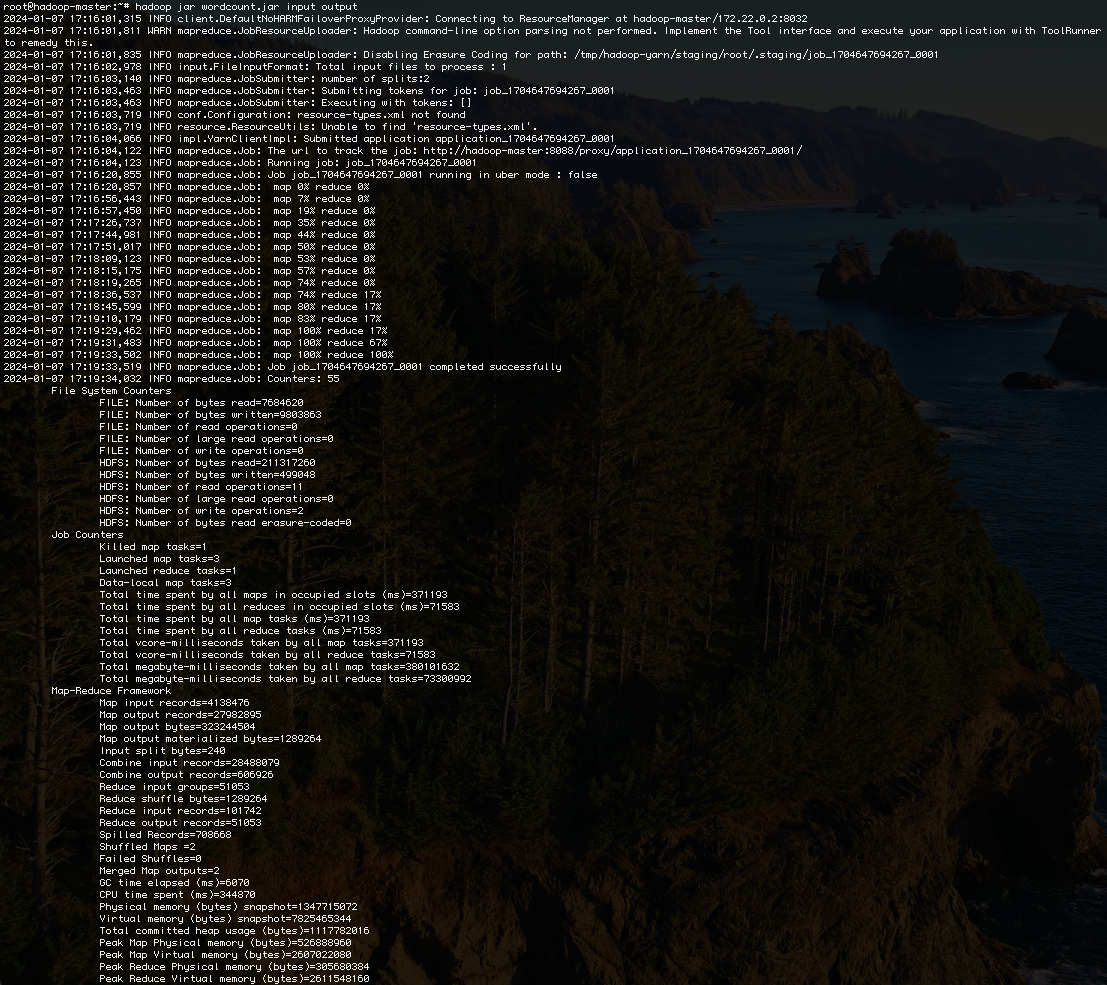 root@hadoop-master:~# hadoop jar wordcount.jar input output
2024-01-07 17:16:01,315 INFO client.DefaultNoHARMFailoverProxyProvider: Connecting to ResourceManager at hadoop-master/172.22.0.2:8032
2024-01-07 17:16:01,811 WARN mapreduce.JobResourceUploader: Hadoop command-line option parsing not performed. Implement the Tool interface and execute your application with ToolRunner
to remedy this.
2024-01-07 17:16:01,835 INFO mapreduce.JobResourceUploader: Disabling Erasure Coding for path: /tmp/hadoop-yarn/staging/root/.staging/job_1704647694267_0001
2024-01-07 17:16:02,978 INFO input.FileInputFormat: Total input files to process : 1
2024-01-07 17:16:03,140 INFO mapreduce.JobSubmitter: number of splits:2
2024-01-07 17:16:03,463 INFO mapreduce.JobSubmitter: Submitting tokens for job: job_1704647694267_0001
2024-01-07 17:16:03,463 INFO mapreduce.JobSubmitter: Executing with tokens: []
2024-01-07 17:16:03,719 INFO conf.Configuration: resource-types.xml not found
2024-01-07 17:16:03,719 INFO resource.ResourceUtils: Unable to find 'resource-types.xml'.
2024-01-07 17:16:04,066 INFO impl.YarnClientImpl: Submitted application application_1704647694267_0001
2024-01-07 17:16:04,122 INFO mapreduce.Job: The url to track the job: http://hadoop-master:8088/proxy/application_1704647694267_0001/
2024-01-07 17:16:04,123 INFO mapreduce.Job: Running job: job_1704647694267_0001
2024-01-07 17:16:20,855 INFO mapreduce.Job: Job job_1704647694267_0001 running in uber mode : false
2024-01-07 17:16:20,857 INFO mapreduce.Job:  map 0% reduce 0%
2024-01-07 17:16:56,443 INFO mapreduce.Job:  map 7% reduce 0%
2024-01-07 17:16:57,450 INFO mapreduce.Job:  map 19% reduce 0%
2024-01-07 17:17:26,737 INFO mapreduce.Job:  map 35% reduce 0%
2024-01-07 17:17:44,981 INFO mapreduce.Job:  map 44% reduce 0%
2024-01-07 17:17:51,017 INFO mapreduce.Job:  map 50% reduce 0%
2024-01-07 17:18:09,123 INFO mapreduce.Job:  map 53% reduce 0%
2024-01-07 17:18:15,175 INFO mapreduce.Job:  map 57% reduce 0%
2024-01-07 17:18:19,265 INFO mapreduce.Job:  map 74% reduce 0%
2024-01-07 17:18:36,537 INFO mapreduce.Job:  map 74% reduce 17%
2024-01-07 17:18:45,599 INFO mapreduce.Job:  map 80% reduce 17%
2024-01-07 17:19:10,179 INFO mapreduce.Job:  map 83% reduce 17%
2024-01-07 17:19:29,462 INFO mapreduce.Job:  map 100% reduce 17%
2024-01-07 17:19:31,483 INFO mapreduce.Job:  map 100% reduce 67%
2024-01-07 17:19:33,502 INFO mapreduce.Job:  map 100% reduce 100%
2024-01-07 17:19:33,519 INFO mapreduce.Job: Job job_1704647694267_0001 completed successfully
2024-01-07 17:19:34,032 INFO mapreduce.Job: Counters: 55
File System Counters
FILE: Number of bytes read=7684620
FILE: Number of bytes written=9803863
FILE: Number of read operations=0
FILE: Number of large read operations=0
FILE: Number of write operations=0
HDFS: Number of bytes read=211317260
HDFS: Number of bytes written=499048
HDFS: Number of read operations=11
HDFS: Number of large read operations=0
HDFS: Number of write operations=2
HDFS: Number of bytes read erasure-coded=0
Job Counters
Killed map tasks=1
Launched map tasks=3
Launched reduce tasks=1
Data-local map tasks=3
Total time spent by all maps in occupied slots (ms)=371193
Total time spent by all reduces in occupied slots (ms)=71583
Total time spent by all map tasks (ms)=371193
Total time spent by all reduce tasks (ms)=71583
Total vcore-milliseconds taken by all map tasks=371193
Total vcore-milliseconds taken by all reduce tasks=71583
Total megabyte-milliseconds taken by all map tasks=380101632
Total megabyte-milliseconds taken by all reduce tasks=73300992
Map-Reduce Framework
Map input records=4138476
Map output records=27982895
Map output bytes=323244504
Map output materialized bytes=1289264
Input split bytes=240
Combine input records=28488079
Combine output records=606926
Reduce input groups=51053
Reduce shuffle bytes=1289264
Reduce input records=101742
Reduce output records=51053
Spilled Records=708668
Shuffled Maps =2
Failed Shuffles=0
Merged Map outputs=2
GC time elapsed (ms)=6070
CPU time spent (ms)=344870
Physical memory (bytes) snapshot=1347715072
Virtual memory (bytes) snapshot=7825465344
Total committed heap usage (bytes)=1117782016
Peak Map Physical memory (bytes)=526888960
Peak Map Virtual memory (bytes)=2607022080
Peak Reduce Physical memory (bytes)=305680384
Peak Reduce Virtual memory (bytes)=2611548160